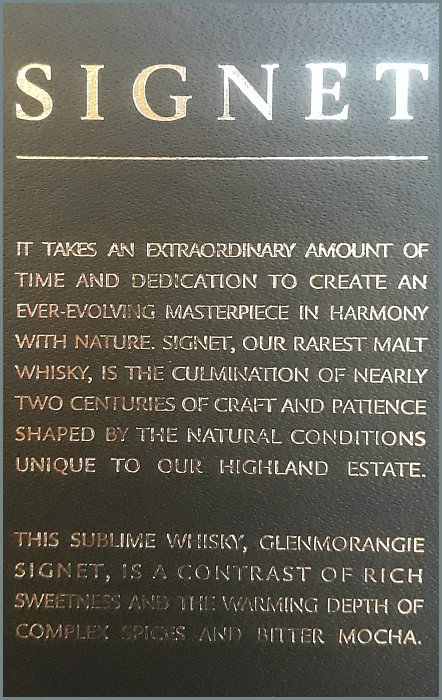 SIGNET
IT TAKES AN EXTRAORDINARY AMOUNT OF
TIME AND DEDICATION TO CREATE AN
EVER-EVOLVING MASTERPIECE IN HARMONY
WITH NATURE. SIGNET, OUR RAREST MALT
WHISKY, IS THE CULMINATION OF NEARLY
TWO CENTURIES OF CRAFT AND PATIENCE
SHAPED BY THE NATURAL CONDITIONS
UNIQUE TO OUR HIGHLAND ESTATE.
THIS SUBLIME WHISKY, GLENMORANGIE
SIGNET, IS A CONTRAST OF RICH
SWEETNESS AND THE WARMING DEPTH OF
COMPLEX SPICES AND BITTER MOCHA.